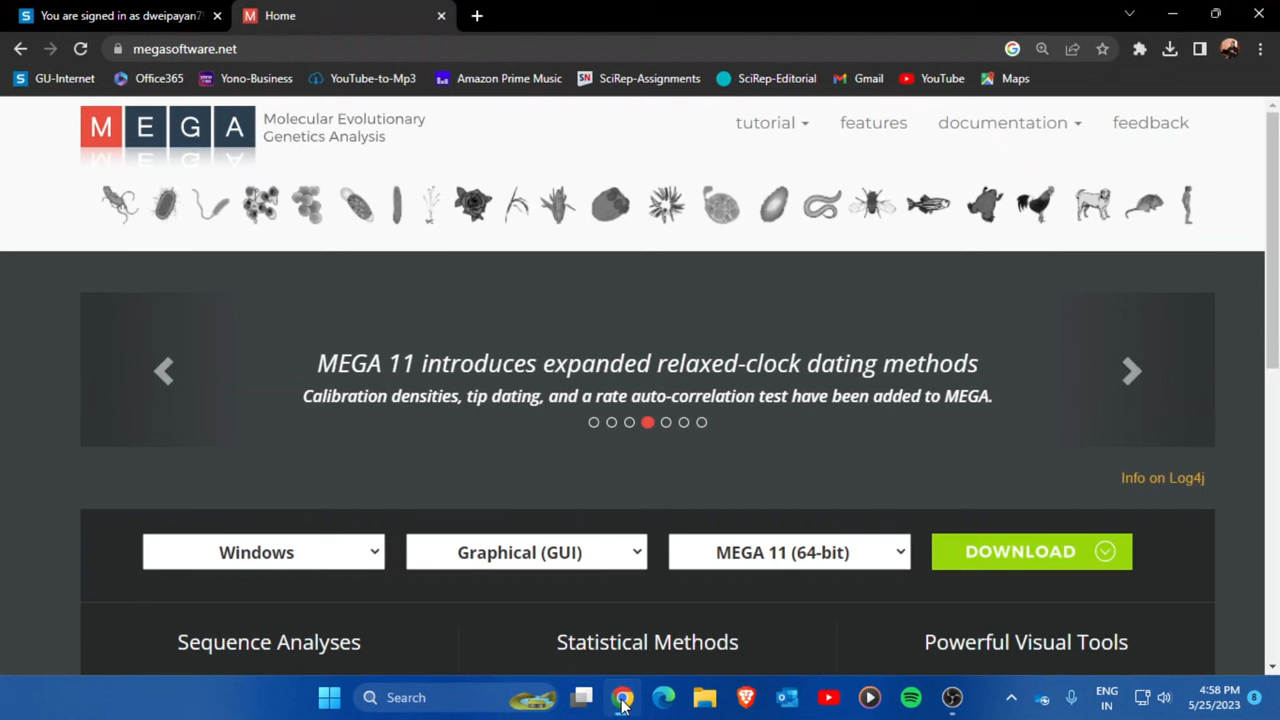 You are signed in as dweipayan7
Home
megasoftware.net
GU-Internet
Office365
Yono-Business
YouTube-to-Mp3
Amazon Prime Music
SciRep-Assignments
SciRep-Editorial
Gmail
YouTube
Maps
M E G A
Molecular Evolutionary
Genetics Analysis
tutorial
features
documentation
feedback
MEGA 11 introduces expanded relaxed-clock dating methods
Calibration densities, tip dating, and a rate auto-correlation test have been added to MEGA.
Info on Log4j
Windows
Graphical (GUI)
MEGA 11 (64-bit)
DOWNLOAD
Sequence Analyses
Statistical Methods
Powerful Visual Tools
Search
ENG
IN
4:58 PM
5/25/2023
8